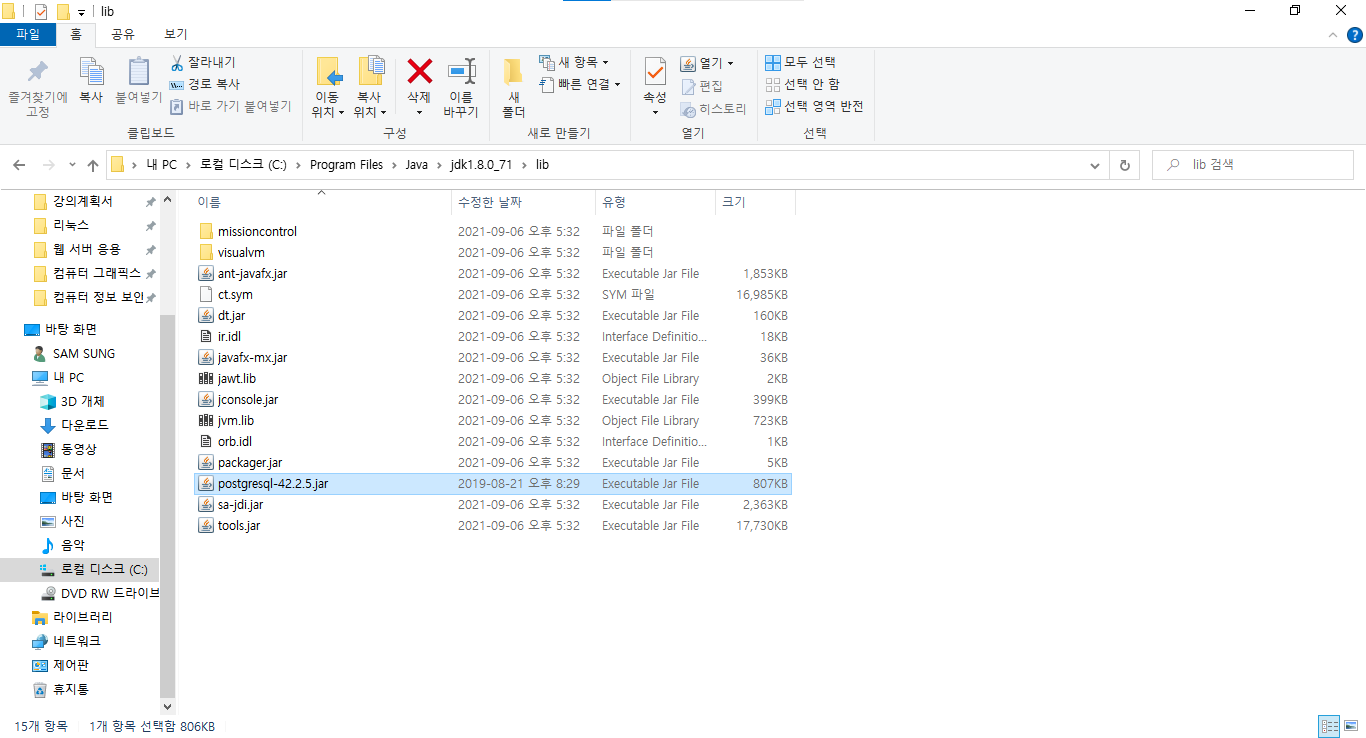 lib
파일 홈 공유 보기
즐겨찾기에 고정
복사
붙여넣기
잘라내기
경로 복사
바로 가기 붙여넣기
클립보드
이동 위치
복사 위치
삭제
이름 바꾸기
구성
새 폴더
새 항목
빠른 연결
새로 만들기
속성
열기
편집
히스토리
열기
모두 선택
선택 안 함
선택 영역 반전
선택
내 PC > 로컬 디스크 (C:) > Program Files > Java > jdk1.8.0_71 > lib
lib 검색
강의계획서
리눅스
웹 서버 응용
컴퓨터 그래픽스
컴퓨터 정보 보안
바탕 화면
SAM SUNG
내 PC
3D 개체
다운로드
동영상
문서
바탕 화면
사진
음악
로컬 디스크 (C:)
DVD RW 드라이브
라이브러리
네트워크
제어판
휴지통
이름 수정한 날짜 유형 크기
missioncontrol 2021-09-06 오후 5:32 파일 폴더
visualvm 2021-09-06 오후 5:32 파일 폴더
ant-javafx.jar 2021-09-06 오후 5:32 Executable Jar File 1,853KB
ct.sym 2021-09-06 오후 5:32 SYM 파일 16,985KB
dt.jar 2021-09-06 오후 5:32 Executable Jar File 160KB
ir.idl 2021-09-06 오후 5:32 Interface Definitio... 18KB
javafx-mx.jar 2021-09-06 오후 5:32 Executable Jar File 36KB
jawt.lib 2021-09-06 오후 5:32 Object File Library 2KB
jconsole.jar 2021-09-06 오후 5:32 Executable Jar File 399KB
jvm.lib 2021-09-06 오후 5:32 Object File Library 723KB
orb.idl 2021-09-06 오후 5:32 Interface Definitio... 1KB
packager.jar 2021-09-06 오후 5:32 Executable Jar File 5KB
postgresql-42.2.5.jar 2019-08-21 오후 8:29 Executable Jar File 807KB
sa-jdi.jar 2021-09-06 오후 5:32 Executable Jar File 2,363KB
tools.jar 2021-09-06 오후 5:32 Executable Jar File 17,730KB
15개 항목 1개 항목 선택함 806KB